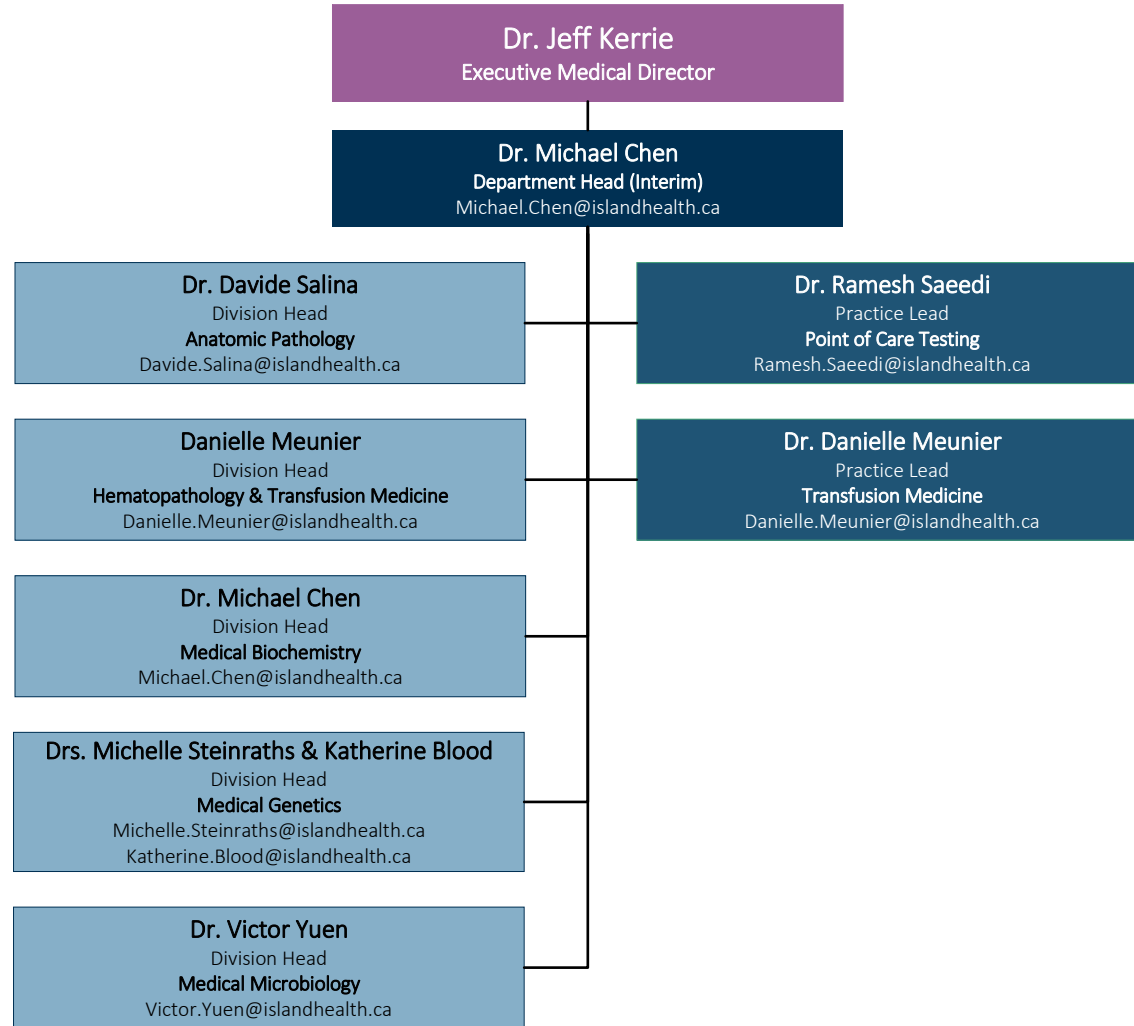 Dr. Jeff Kerrie
Executive Medical Director
Dr. Michael Chen
Department Head (Interim)
Michael.Chen@islandhealth.ca
Dr. Davide Salina
Division Head
Anatomic Pathology
Davide.Salina@islandhealth.ca
Dr. Ramesh Saeedi
Practice Lead
Point of Care Testing
Ramesh.Saeedi@islandhealth.ca
Danielle Meunier
Division Head
Hematopathology & Transfusion Medicine
Danielle.Meunier@islandhealth.ca
Dr. Danielle Meunier
Practice Lead
Transfusion Medicine
Danielle.Meunier@islandhealth.ca
Dr. Michael Chen
Division Head
Medical Biochemistry
Michael.Chen@islandhealth.ca
Drs. Michelle Steinraths & Katherine Blood
Division Head
Medical Genetics
Michelle.Steinraths@islandhealth.ca
Katherine.Blood@islandhealth.ca
Dr. Victor Yuen
Division Head
Medical Microbiology
Victor.Yuen@islandhealth.ca